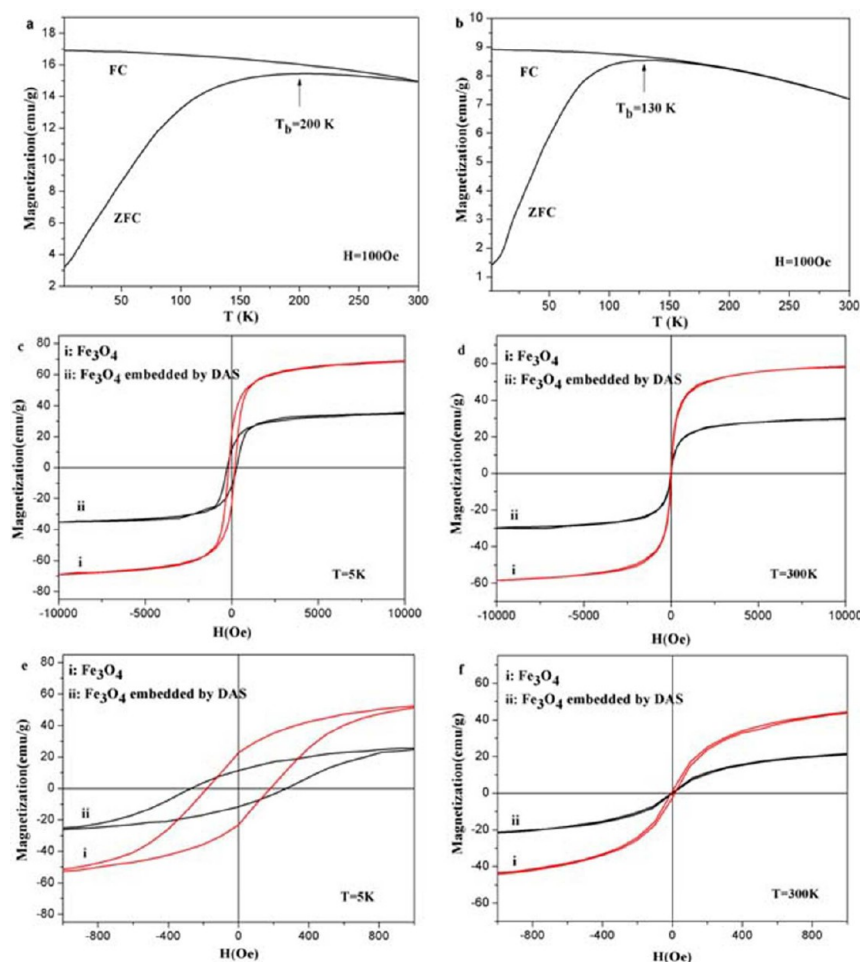 a
FC
T_b=200 K
ZFC
H=100Oe
Magnetization(emu/g)
18
16
14
12
10
8
6
4
2
50
100
150
200
250
300
T (K)
b
FC
T_b=130 K
ZFC
H=100Oe
Magnetization(emu/g)
10
9
8
7
6
5
4
3
2
1
0
50
100
150
200
250
300
T (K)
c
i: Fe₃O₄
ii: Fe₃O₄ embedded by DAS
ii
i
T=5K
Magnetization(emu/g)
80
60
40
20
0
-20
-40
-60
-80
-10000
-5000
0
5000
10000
H(Oe)
d
i: Fe₃O₄
ii: Fe₃O₄ embedded by DAS
ii
i
T=300K
Magnetization(emu/g)
60
40
20
0
-20
-40
-60
-10000
-5000
0
5000
10000
H(Oe)
e
i: Fe₃O₄
ii: Fe₃O₄ embedded by DAS
ii
i
T=5K
Magnetization(emu/g)
80
60
40
20
0
-20
-40
-60
-80
-800
-400
0
400
800
H(Oe)
f
i: Fe₃O₄
ii: Fe₃O₄ embedded by DAS
ii
i
T=300K
Magnetization(emu/g)
60
40
20
0
-20
-40
-60
-800
-400
0
400
800
H(Oe)